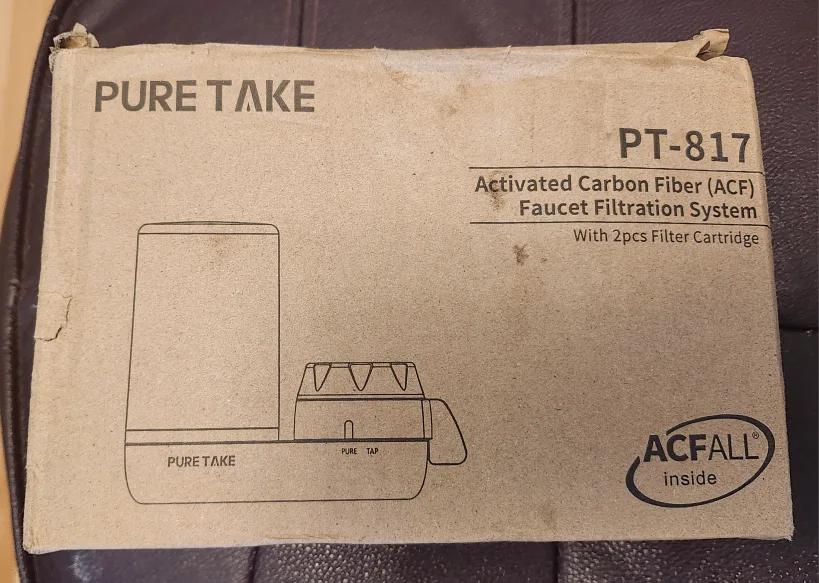 PURE TAKE
PT-817
Activated Carbon Fiber (ACF)
Faucet Filtration System
With 2pcs Filter Cartridge
PURE TAKE
PURE TAP
ACFALL®
inside